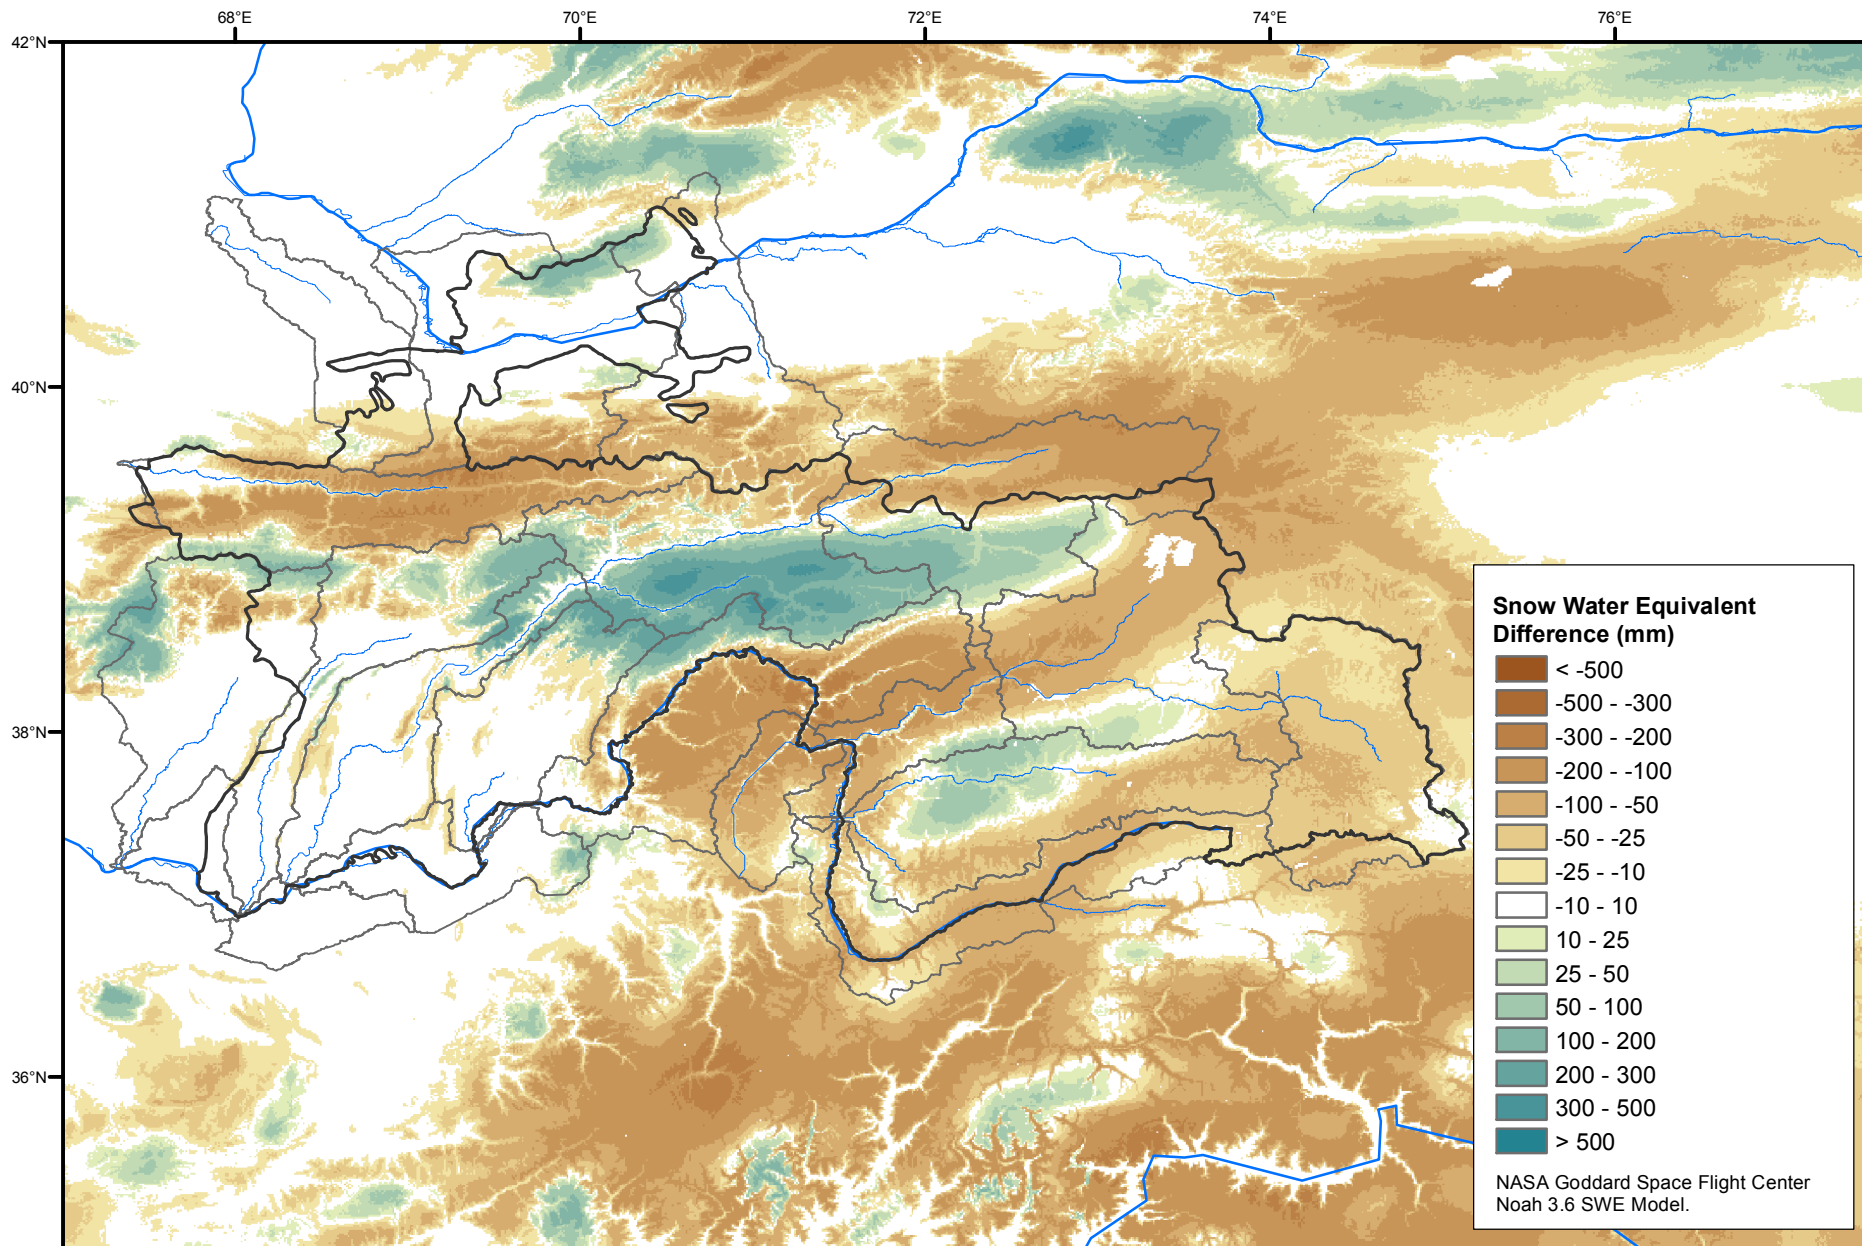 68°E 70°E 72°E 74°E 76°E
42°N
40°N
38°N
36°N
Snow Water Equivalent
Difference (mm)
< -500
-500 - -300
-300 - -200
-200 - -100
-100 - -50
-50 - -25
-25 - -10
-10 - 10
10 - 25
25 - 50
50 - 100
100 - 200
200 - 300
300 - 500
> 500
NASA Goddard Space Flight Center
Noah 3.6 SWE Model.